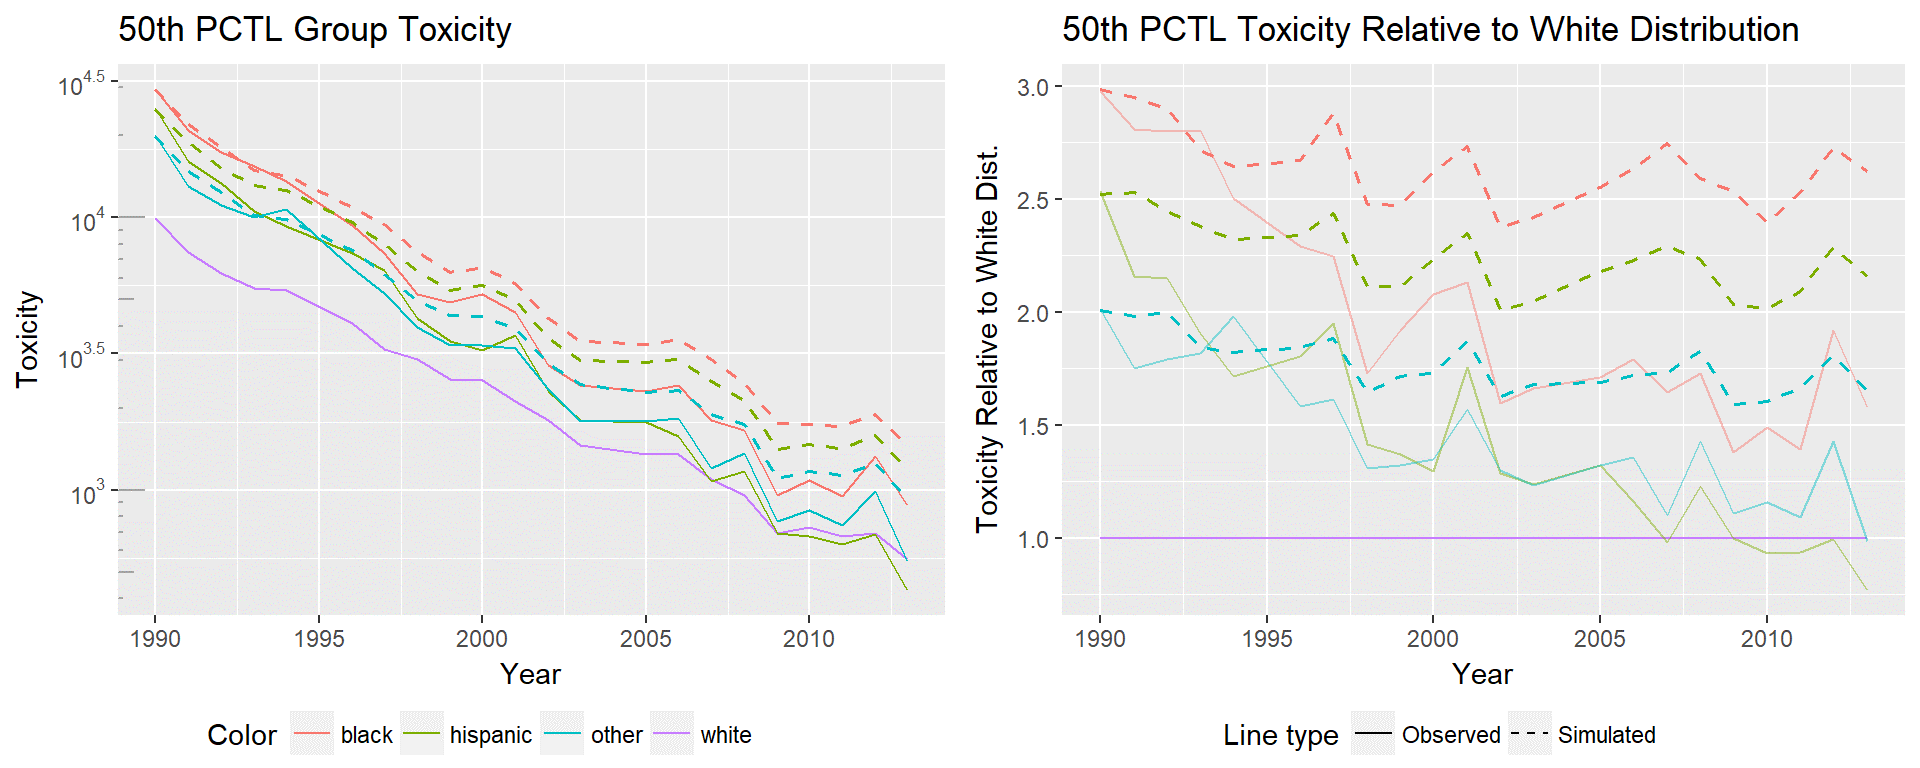 50th PCTL Group Toxicity
50th PCTL Toxicity Relative to White Distribution
Toxicity
10^4.5
10^4
10^3.5
10^3
1990 1995 2000 2005 2010
Year
Toxicity Relative to White Dist.
3.0
2.5
2.0
1.5
1.0
1990 1995 2000 2005 2010
Year
Color black hispanic other white
Line type Observed Simulated